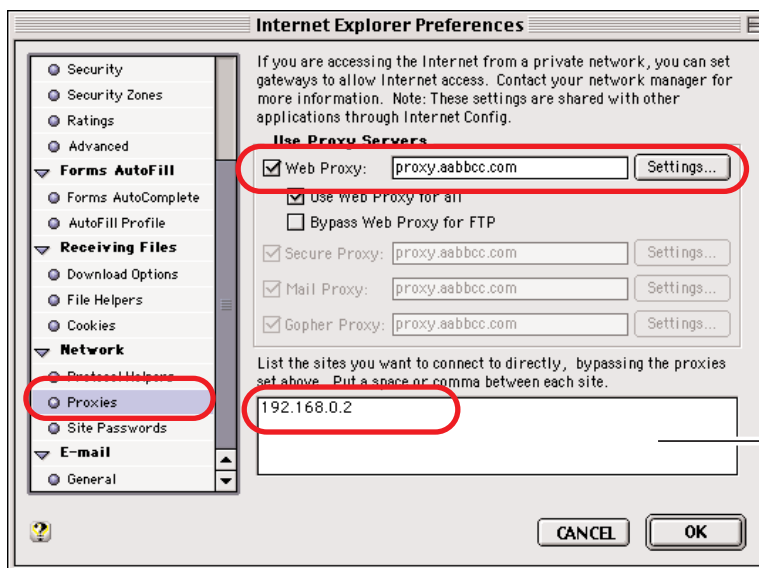 Internet Explorer Preferences
Security
Security Zones
Ratings
Advanced
Forms AutoFill
Forms AutoComplete
AutoFill Profile
Receiving Files
Download Options
File Helpers
Cookies
Network
Protocol Helpers
Proxies
Site Passwords
E-mail
General
If you are accessing the Internet from a private network, you can set
gateways to allow Internet access. Contact your network manager for
more information. Note: These settings are shared with other
applications through Internet Config.
Use Proxy Servers
Web Proxy: proxy.aabbcc.com Settings...
Use Web Proxy for all
Bypass Web Proxy for FTP
Secure Proxy: proxy.aabbcc.com Settings...
Mail Proxy: proxy.aabbcc.com Settings...
Gopher Proxy: proxy.aabbcc.com Settings...
List the sites you want to connect to directly, bypassing the proxies
set above. Put a space or comma between each site.
192.168.0.2
?
CANCEL OK